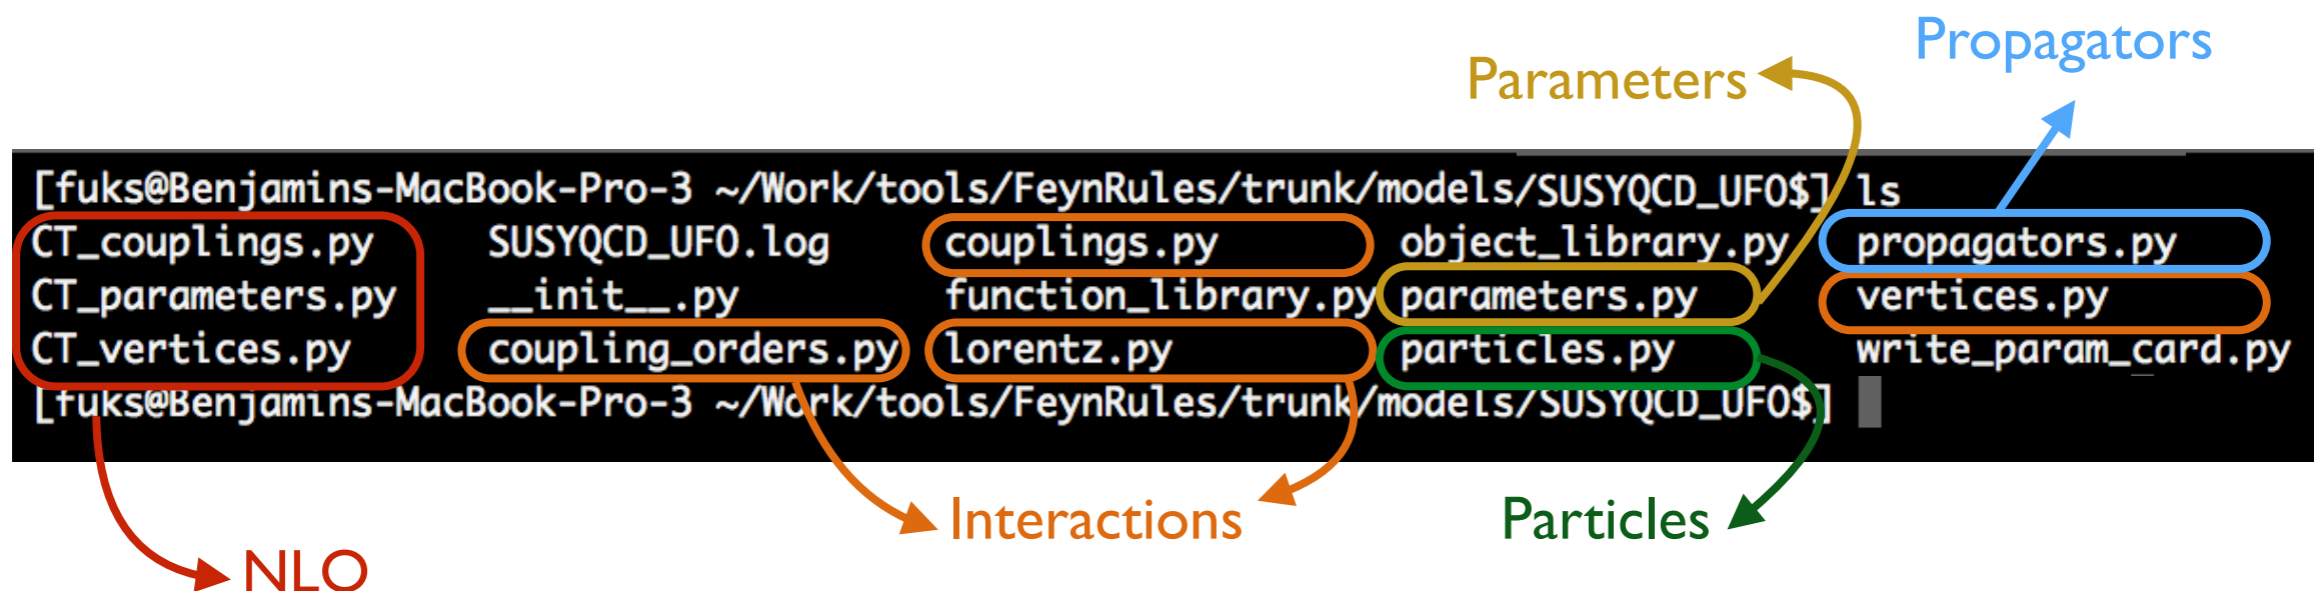 Propagators
Parameters
[fuks@Benjamins-MacBook-Pro-3 ~/Work/tools/FeynRules/trunk/models/SUSYQCD_UFO$] ls
CT_couplings.py SUSYQCD_UFO.log couplings.py object_library.py propagators.py
CT_parameters.py __init__.py function_library.py parameters.py vertices.py
CT_vertices.py coupling_orders.py lorentz.py particles.py write_param_card.py
[fuks@Benjamins-MacBook-Pro-3 ~/Work/tools/FeynRules/trunk/models/SUSYQCD_UFO$]
Interactions Particles
NLO